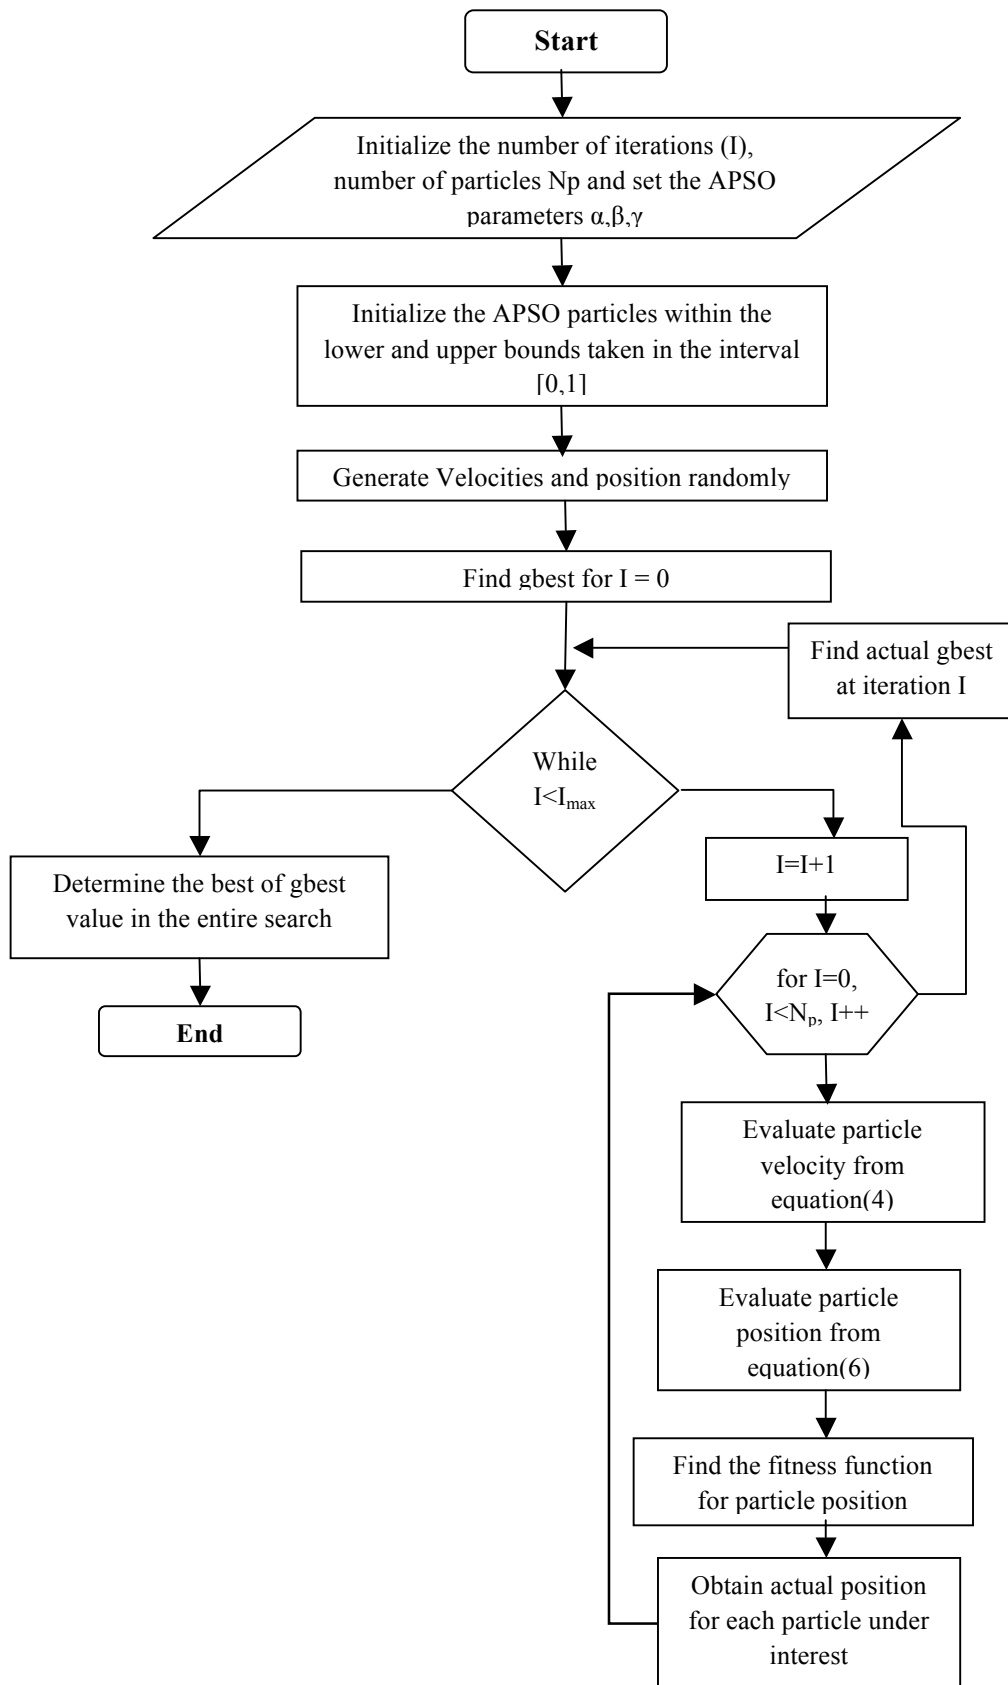 Start
Initialize the number of iterations (I),
number of particles Np and set the APSO
parameters α,β,γ
Initialize the APSO particles within the
lower and upper bounds taken in the interval
[0,1]
Generate Velocities and position randomly
Find gbest for I = 0
Find actual gbest
at iteration I
While
I<Imax
I=I+1
Determine the best of gbest
value in the entire search
End
for I=0,
I<Np, I++
Evaluate particle
velocity from
equation(4)
Evaluate particle
position from
equation(6)
Find the fitness function
for particle position
Obtain actual position
for each particle under
interest